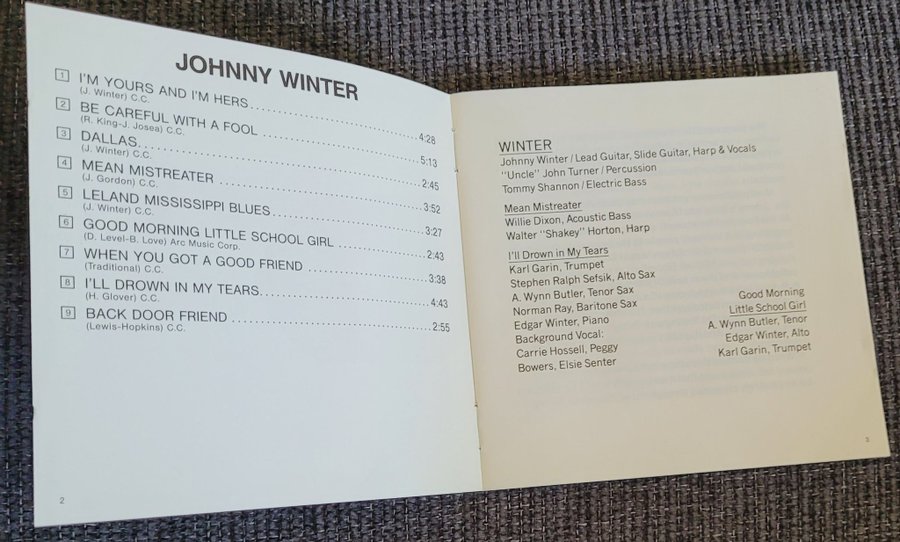 JOHNNY WINTER
1 I'M YOURS AND I'M HERS 4:28
(J. Winter) C.C.
2 BE CAREFUL WITH A FOOL 5:13
(R. King-J. Josea) C.C.
3 DALLAS 2:45
(J. Winter) C.C.
4 MEAN MISTREATER 3:52
(J. Gordon) C.C.
5 LELAND MISSISSIPPI BLUES 3:27
(J. Winter) C.C.
6 GOOD MORNING LITTLE SCHOOL GIRL 2:43
(D. Level-B. Love) Arc Music Corp.
7 WHEN YOU GOT A GOOD FRIEND 3:38
(Traditional) C.C.
8 I'LL DROWN IN MY TEARS 4:43
(H. Glover) C.C.
9 BACK DOOR FRIEND 2:55
(Lewis-Hopkins) C.C.
2
WINTER
Johnny Winter / Lead Guitar, Slide Guitar, Harp & Vocals
"Uncle" John Turner / Percussion
Tommy Shannon / Electric Bass
Mean Mistreater
Willie Dixon, Acoustic Bass
Walter "Shakey" Horton, Harp
I'll Drown in My Tears
Karl Garin, Trumpet
Stephen Ralph Sefsik, Alto Sax
A. Wynn Butler, Tenor Sax
Norman Ray, Baritone Sax
Edgar Winter, Piano
Background Vocal:
Carrie Hossell, Peggy
Bowers, Elsie Senter
Good Morning
Little School Girl
A. Wynn Butler, Tenor
Edgar Winter, Alto
Karl Garin, Trumpet
3